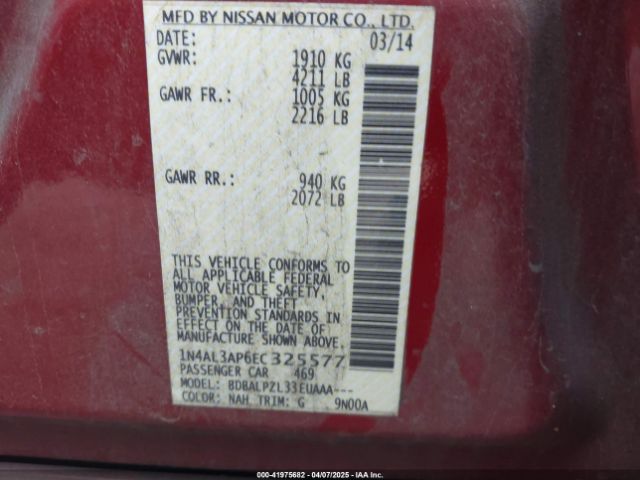 MFD BY NISSAN MOTOR CO., LTD.
DATE: 03/14
GVWR: 1910 KG
4211 LB
GAWR FR.: 1005 KG
2216 LB
GAWR RR.: 940 KG
2072 LB
THIS VEHICLE CONFORMS TO
ALL APPLICABLE FEDERAL
MOTOR VEHICLE SAFETY,
BUMPER, AND THEFT
PREVENTION STANDARDS
IN EFFECT ON THE DATE OF
MANUFACTURE SHOWN ABOVE.
1N4AL3AP6EC325577
PASSENGER CAR 469
MODEL: BDBALPZL33EUAAA---
COLOR: NAH TRIM: G 9N00A
000-41975682 - 04/07/2025 - IAA Inc.